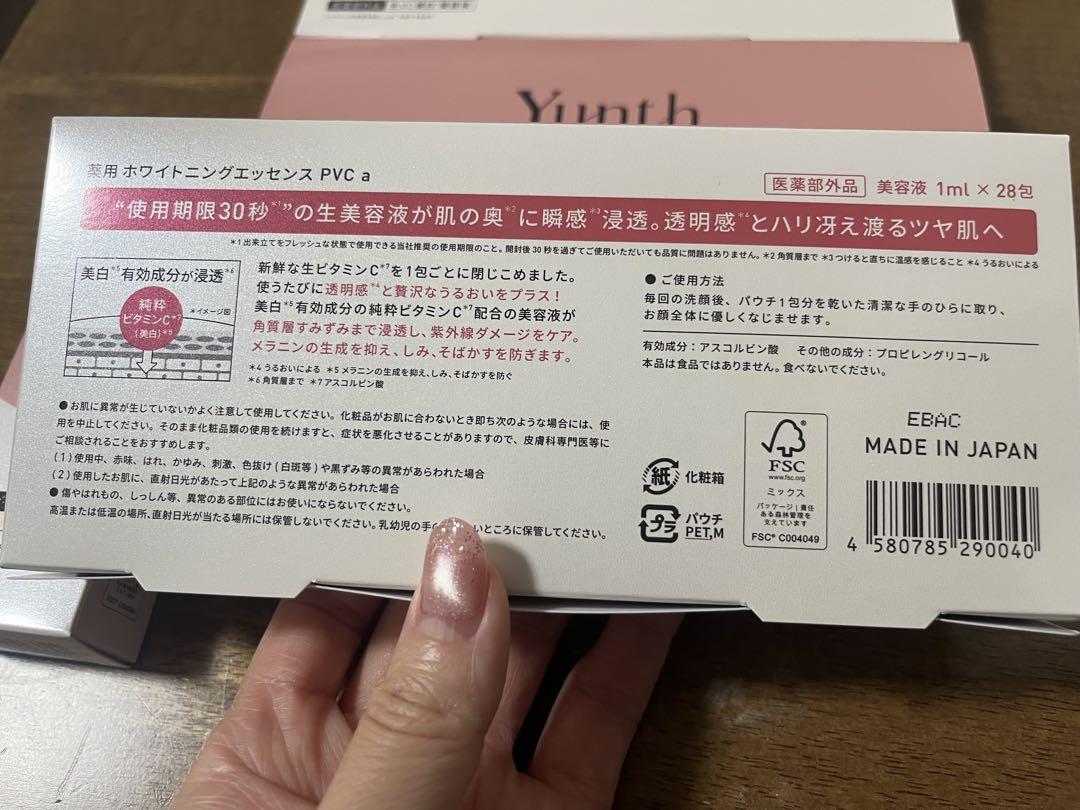 Yunth
薬用 ホワイトニングエッセンス PVC a
医薬部外品 美容液 1ml × 28包
“使用期限30秒*1”の生美容液が肌の奥*2に瞬感*3浸透。透明感*4とハリ冴え渡るツヤ肌へ
*1 出来立てをフレッシュな状態で使用できる当社推奨の使用期限のこと。開封後30秒を過ぎてご使用いただいても品質に問題はありません。*2 角質層まで *3 つけると直ちに温感を感じること *4 うるおいによる
美白*5有効成分が浸透*6
純粋
ビタミンC*7
(美白)*5
*イメージ図
新鮮な生ビタミンC*7を1包ごとに閉じこめました。
使うたびに透明感*4と贅沢なうるおいをプラス！
美白*5有効成分の純粋ビタミンC*7配合の美容液が
角質層すみずみまで浸透し、紫外線ダメージをケア。
メラニンの生成を抑え、しみ、そばかすを防ぎます。
*4 うるおいによる *5 メラニンの生成を抑え、しみ、そばかすを防ぐ
*6 角質層まで *7 アスコルビン酸
● ご使用方法
毎回の洗顔後、パウチ1包分を乾いた清潔な手のひらに取り、
お顔全体に優しくなじませます。
有効成分：アスコルビン酸 その他の成分：プロピレングリコール
本品は食品ではありません。食べないでください。
● お肌に異常が生じていないかよく注意して使用してください。化粧品がお肌に合わないとき即ち次のような場合には、使
用を中止してください。そのまま化粧品類の使用を続けますと、症状を悪化させることがありますので、皮膚科専門医等に
ご相談されることをおすすめします。
(1) 使用中、赤味、はれ、かゆみ、刺激、色抜け(白斑等)や黒ずみ等の異常があらわれた場合
(2) 使用したお肌に、直射日光があたって上記のような異常があらわれた場合
● 傷やはれもの、しっしん等、異常のある部位にはお使いにならないでください。
高温または低温の場所、直射日光が当たる場所には保管しないでください。乳幼児の手の いところに保管してください。
紙 化粧箱
プラ パウチ
PET,M
FSC
www.fsc.org
ミックス
パッケージ｜責任
ある森林管理を
支えています
FSC® C004049
EBAC
MADE IN JAPAN
4 580785 290040